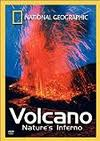 NATIONAL GEOGRAPHIC
Volcano
Nature's Inferno